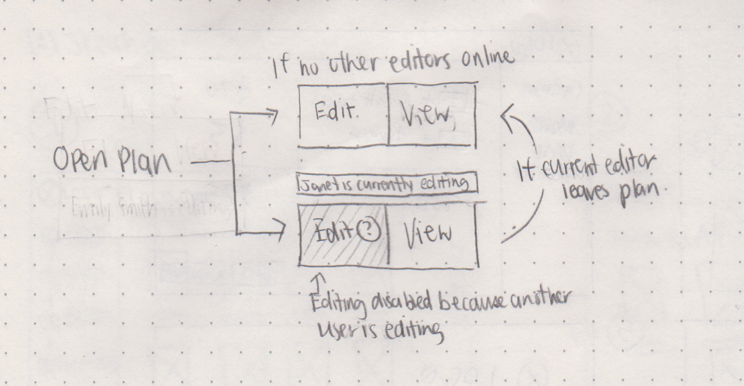 If no other editors online
Edit.
View
Open Plan
Janet is currently editing
If current editor
leaves plan.
Edit ?
View
Editing disabled because another
user is editing